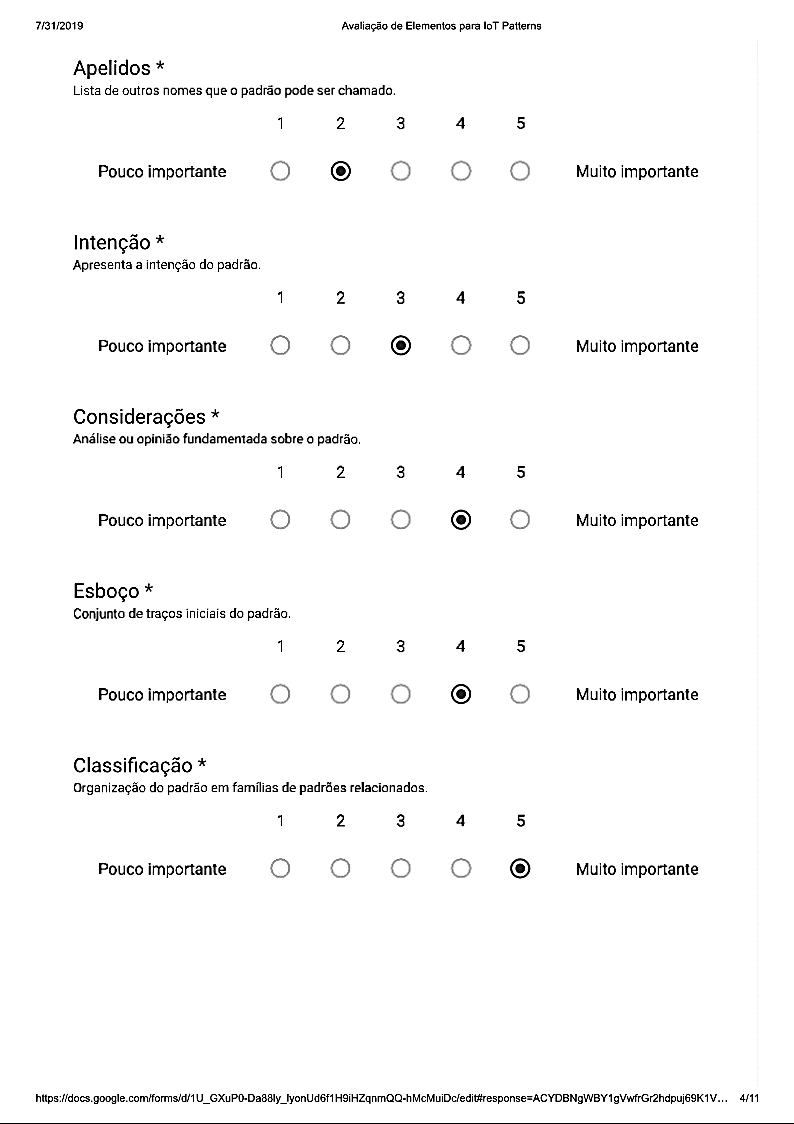 7/31/2019 Avaliação de Elementos para IoT Patterns
Apelidos *
Lista de outros nomes que o padrão pode ser chamado.
1 2 3 4 5
Pouco importante Muito importante
Intenção *
Apresenta a intenção do padrão.
1 2 3 4 5
Pouco importante Muito importante
Considerações *
Análise ou opinião fundamentada sobre o padrão.
1 2 3 4 5
Pouco importante Muito importante
Esboço *
Conjunto de traços iniciais do padrão.
1 2 3 4 5
Pouco importante Muito importante
Classificação *
Organização do padrão em famílias de padrões relacionados.
1 2 3 4 5
Pouco importante Muito importante
https://docs.google.com/forms/d/1U_GXuP0-Da88ly_IyonUd6f1H9iHZqnmQQ-hMcMuiDc/edit#response=ACYDBNgWBY1gVwfrGr2hdpuj69K1V... 4/11